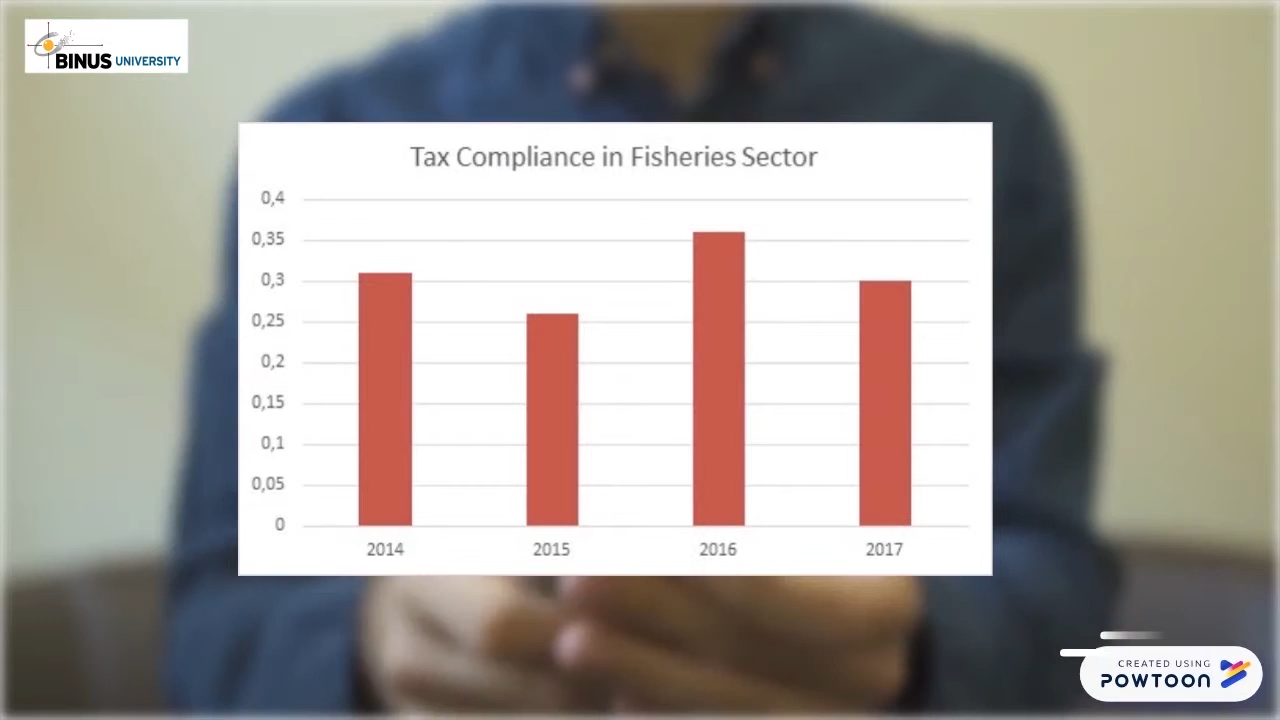 BINUS UNIVERSITY
Tax Compliance in Fisheries Sector
0,4
0,35
0,3
0,25
0,2
0,15
0,1
0,05
0
2014 2015 2016 2017
CREATED USING
POWTOON